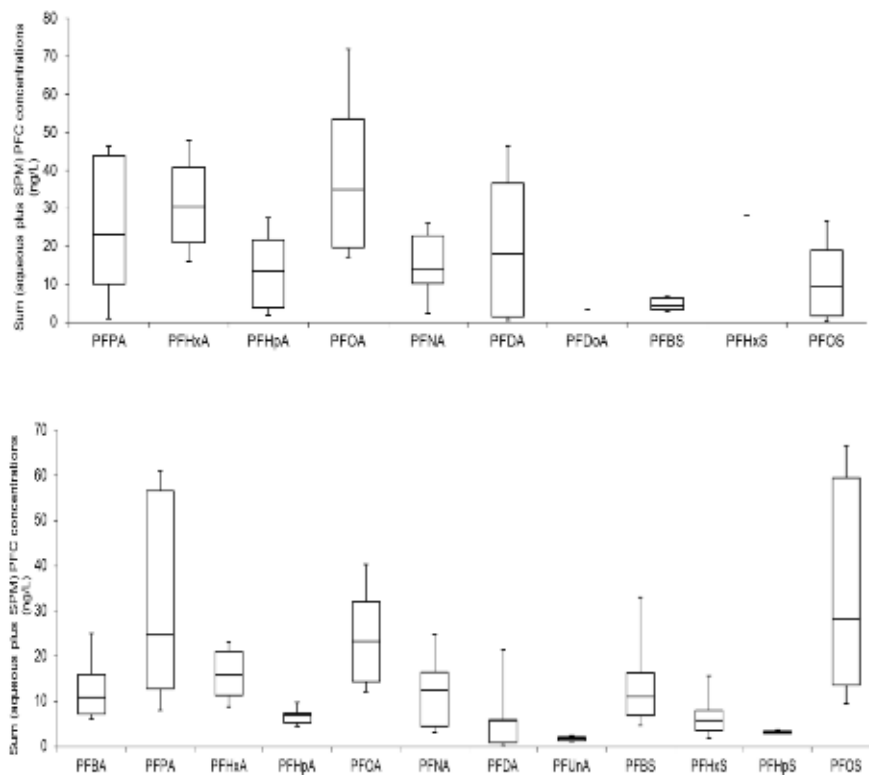 Sum (aqueous plus SPM) PFC concentrations
(ng/L)
80
70
60
50
40
30
20
10
0
PFPA PFHxA PFHpA PFOA PFNA PFDA PFDoA PFBS PFHxS PFOS
Sum (aqueous plus SPM) PFC concentrations
(ng/L)
70
60
50
40
30
20
10
0
PFBA PFPA PFHxA PFHpA PFOA PFNA PFDA PFUnA PFBS PFHxS PFHpS PFOS